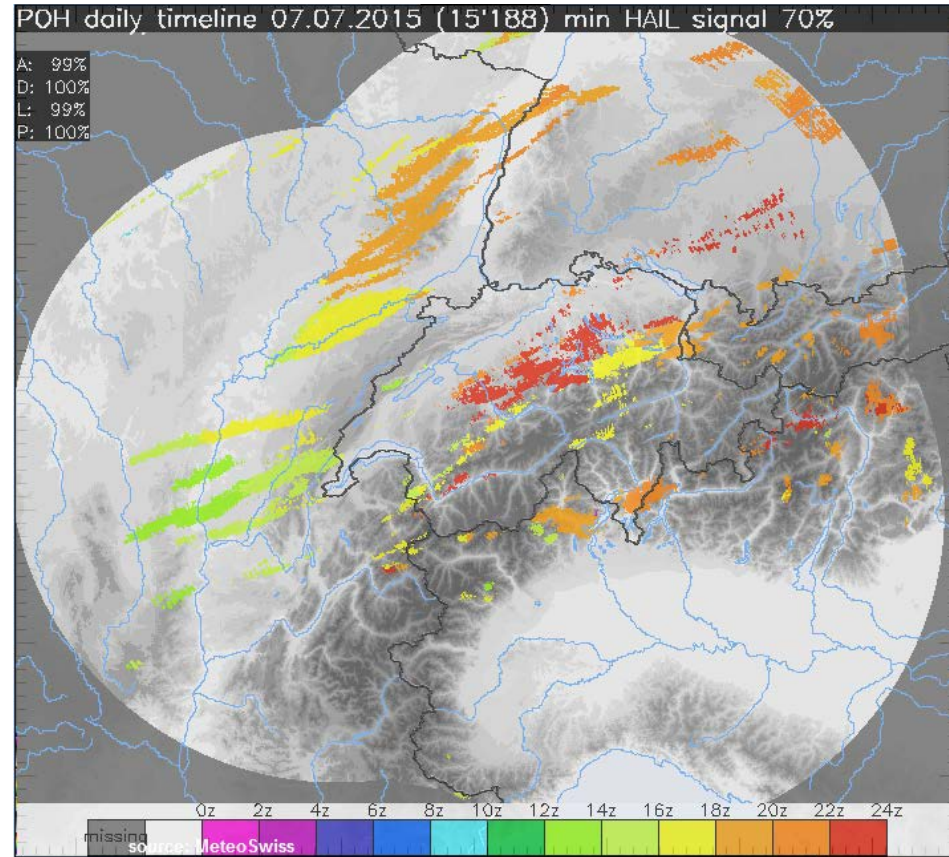 POH daily timeline 07.07.2015 (15'188) min HAIL signal 70%
A: 99%
D: 100%
L: 99%
P: 100%
0z 2z 4z 6z 8z 10z 12z 14z 16z 18z 20z 22z 24z
missing
source: MeteoSwiss